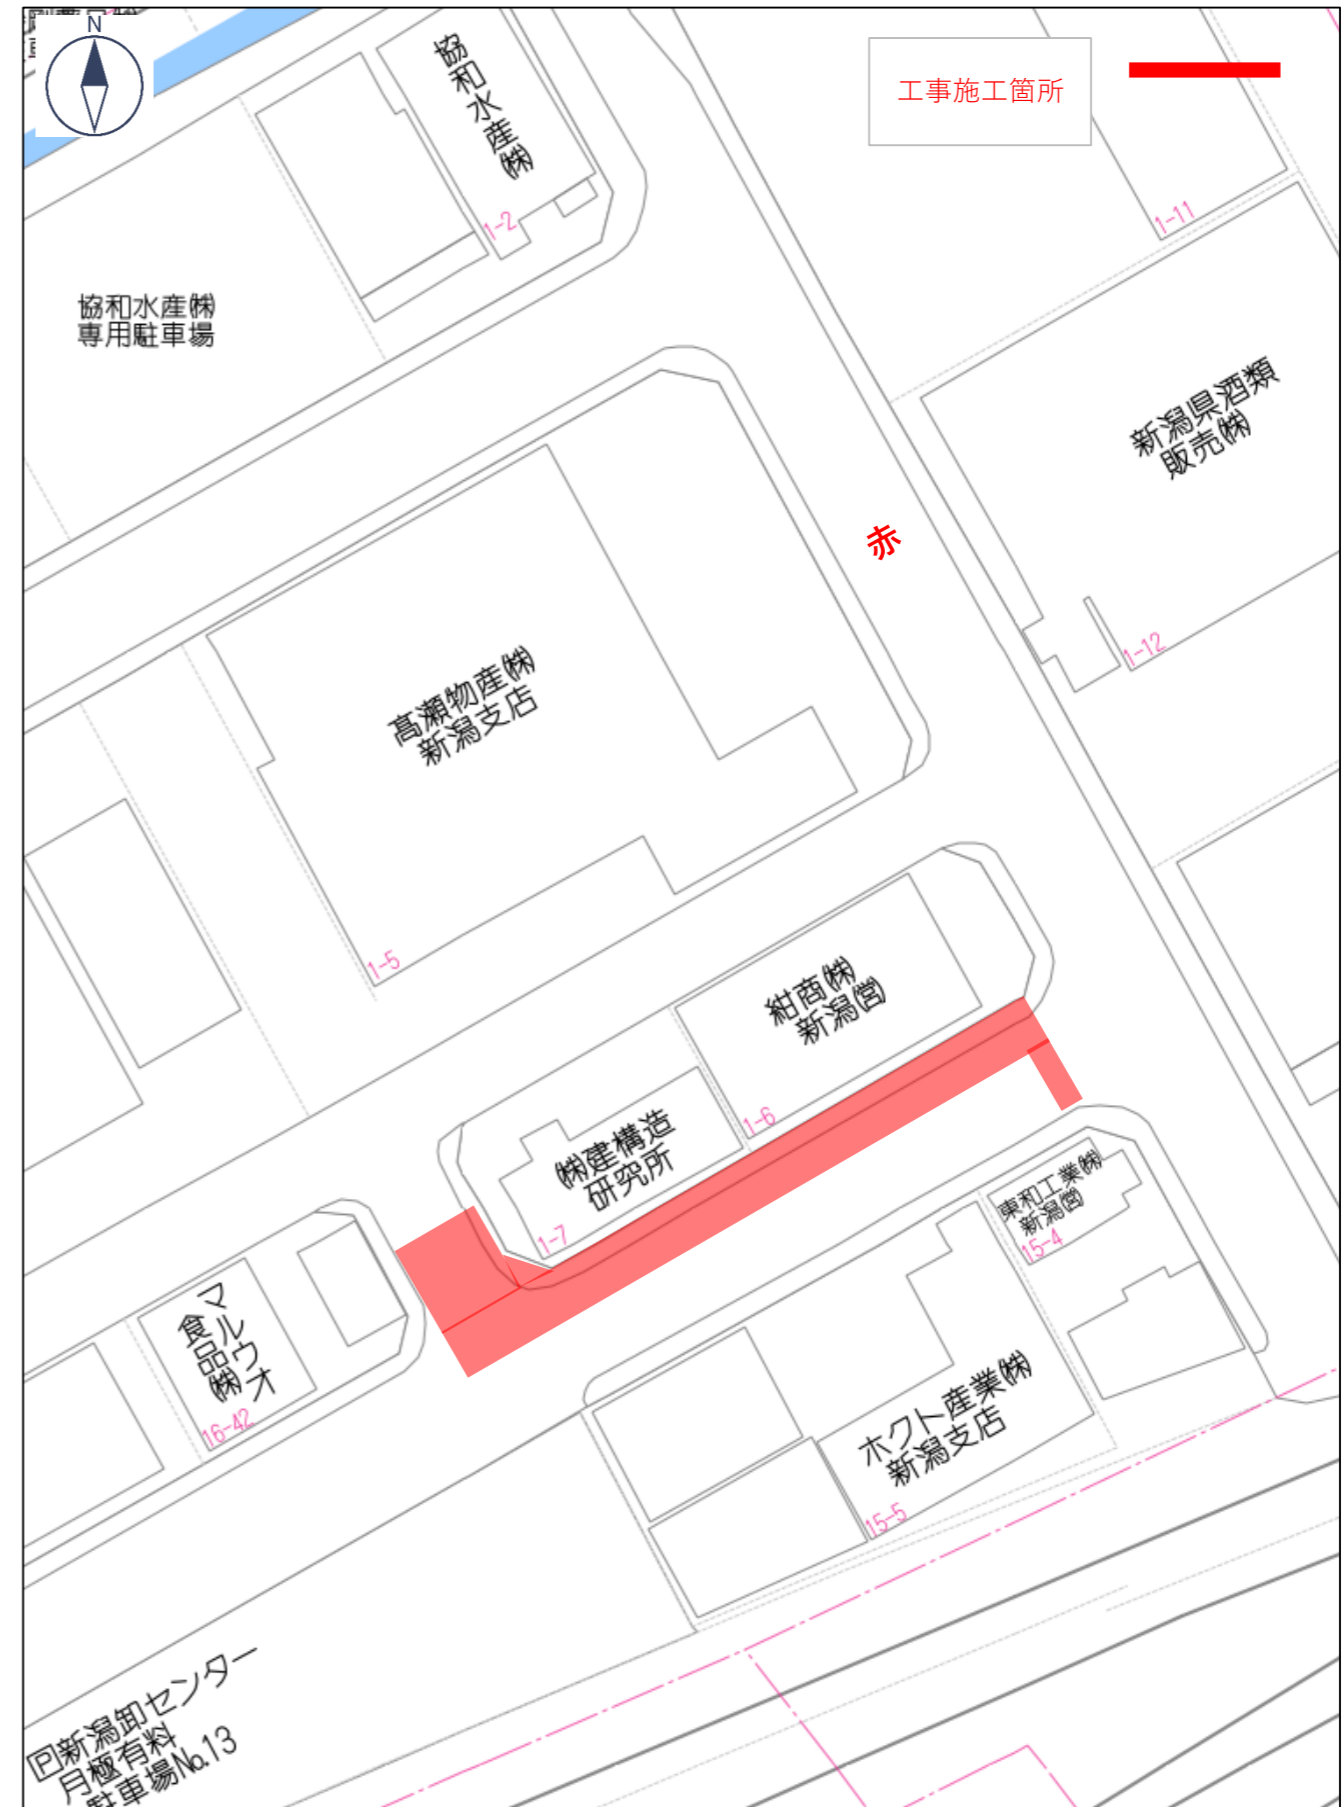 N
協和水産㈱
1-2
工事施工箇所
1-11
協和水産㈱
専用駐車場
新潟県酒類
販売㈱
赤
1-12
髙瀬物産㈱
新潟支店
1-5
紺商㈱
新潟㈾
1-6
㈱建構造
研究所
1-7
東和工業㈱
新潟㈾
15-4
マルウオ
食品㈱
16-42
ホクト産業㈱
新潟支店
15-5
🄿新潟卸センター
月極有料
駐車場No.13